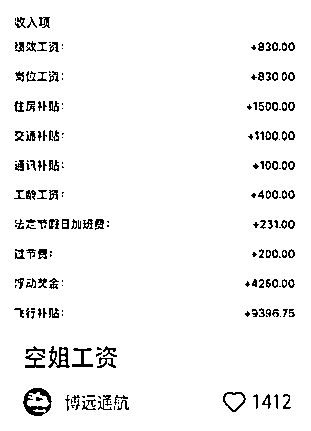 收入项
绩效工资: +830.00
岗位工资: +830.00
住房补贴: +1500.00
交通补贴: +1100.00
通讯补贴: +100.00
工龄工资: +400.00
法定节假日加班费: +231.00
过节费: +200.00
浮动奖金: +4260.00
飞行补贴: +9396.75
空姐工资
博远通航 1412